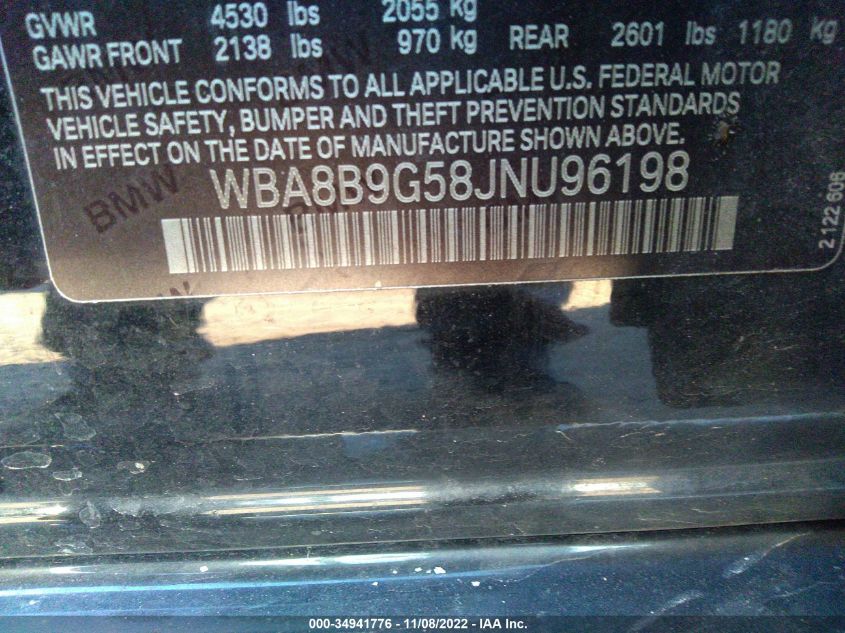 GVWR 4530 lbs 2055 kg
GAWR FRONT 2138 lbs 970 kg REAR 2601 lbs 1180 kg
THIS VEHICLE CONFORMS TO ALL APPLICABLE U.S. FEDERAL MOTOR
VEHICLE SAFETY, BUMPER AND THEFT PREVENTION STANDARDS
IN EFFECT ON THE DATE OF MANUFACTURE SHOWN ABOVE.
WBA8B9G58JNU96198
BMW
BMW
2 122 606
000-34941776 - 11/08/2022 - IAA Inc.